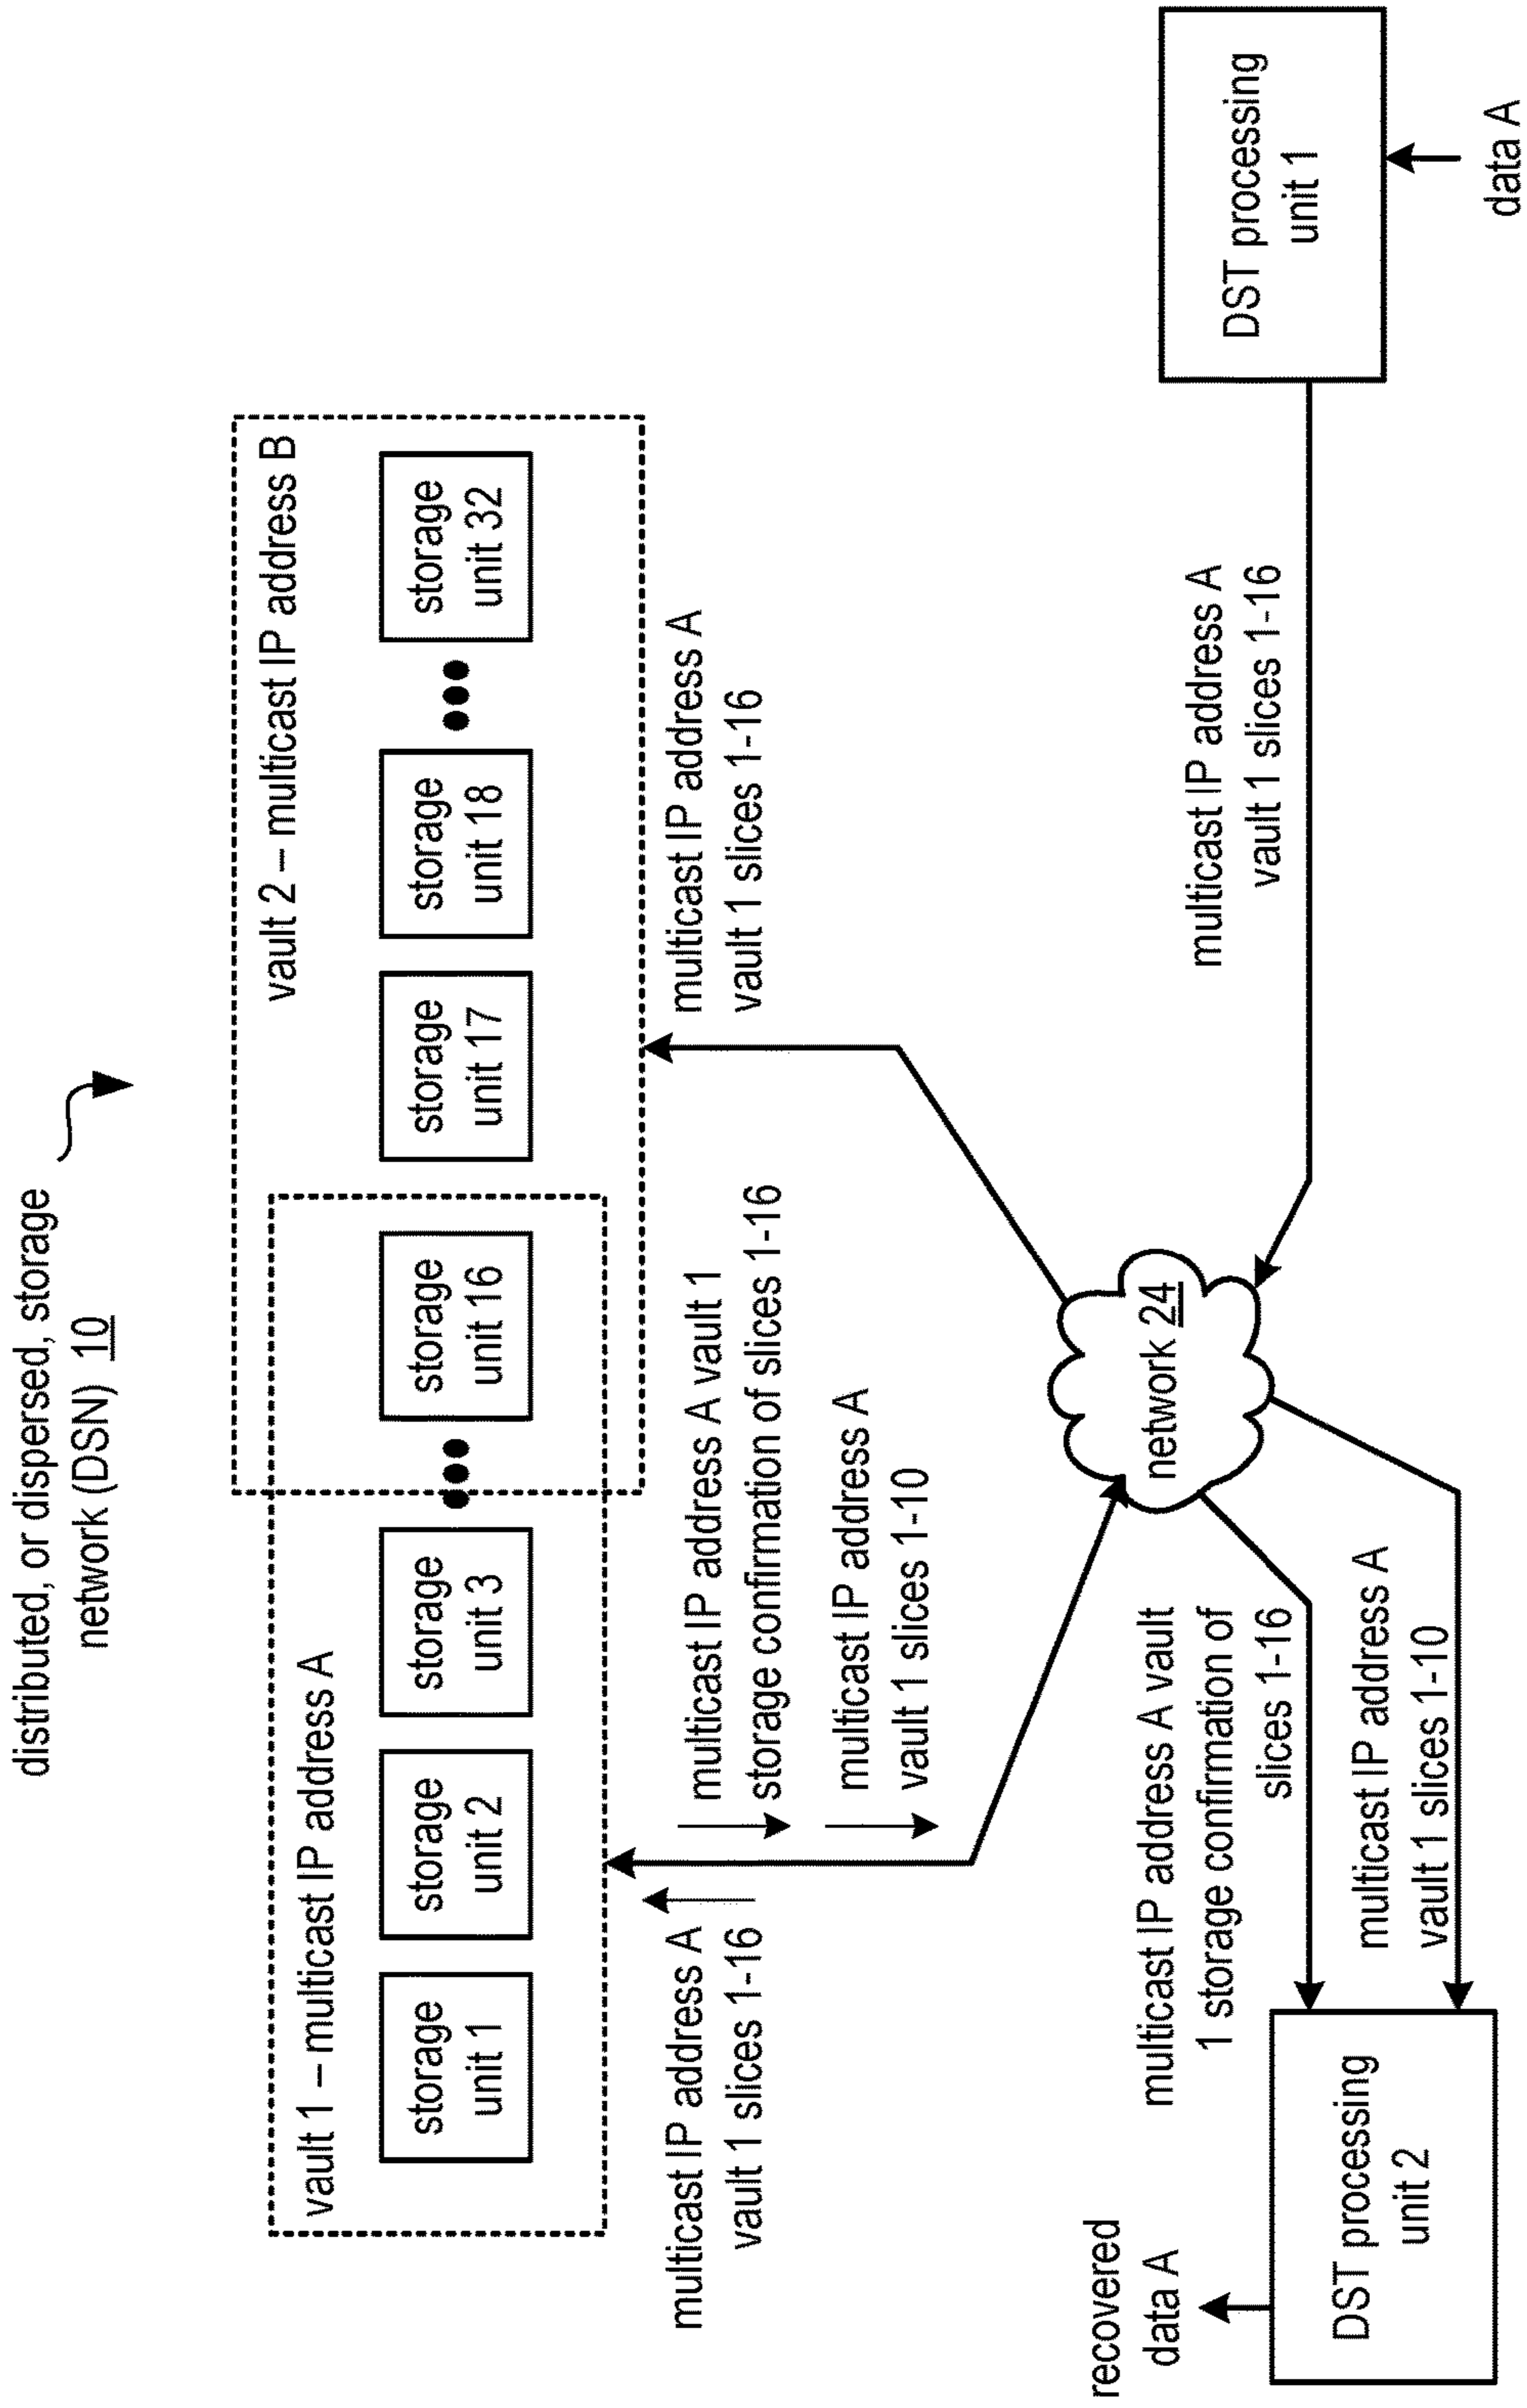 distributed, or dispersed, storage
network (DSN) 10
vault 1 – multicast IP address A
vault 2 – multicast IP address B
storage
unit 1
storage
unit 2
storage
unit 3
storage
unit 16
storage
unit 17
storage
unit 18
storage
unit 32
multicast IP address A
vault 1 slices 1-16
multicast IP address A vault 1
storage confirmation of slices 1-16
multicast IP address A
vault 1 slices 1-10
multicast IP address A
vault 1 slices 1-16
network 24
multicast IP address A vault
1 storage confirmation of
slices 1-16
multicast IP address A
vault 1 slices 1-10
multicast IP address A
vault 1 slices 1-16
recovered
data A
DST processing
unit 2
DST processing
unit 1
data A